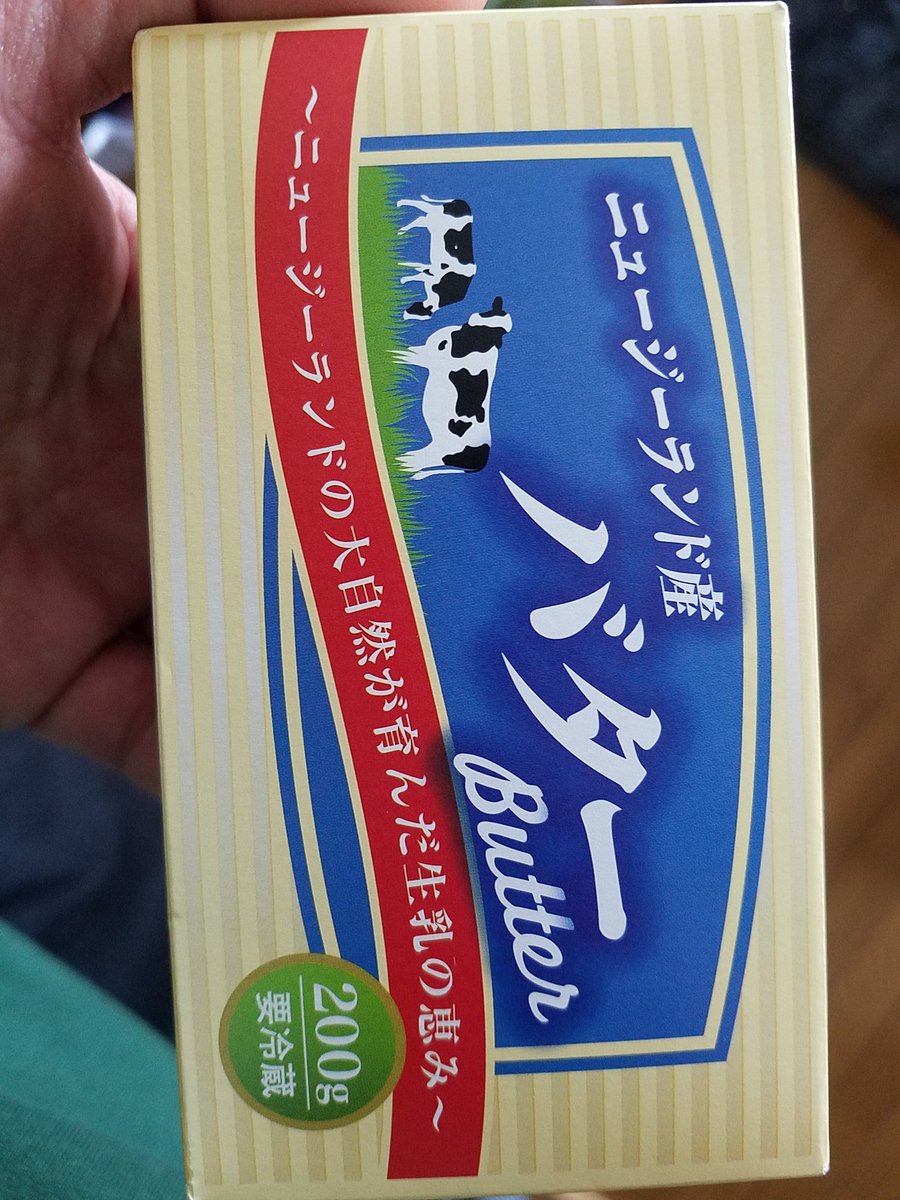 ニュージーランド産
バター
Butter
～ニュージーランドの大自然が育んだ生乳の恵み～
200g
要冷蔵